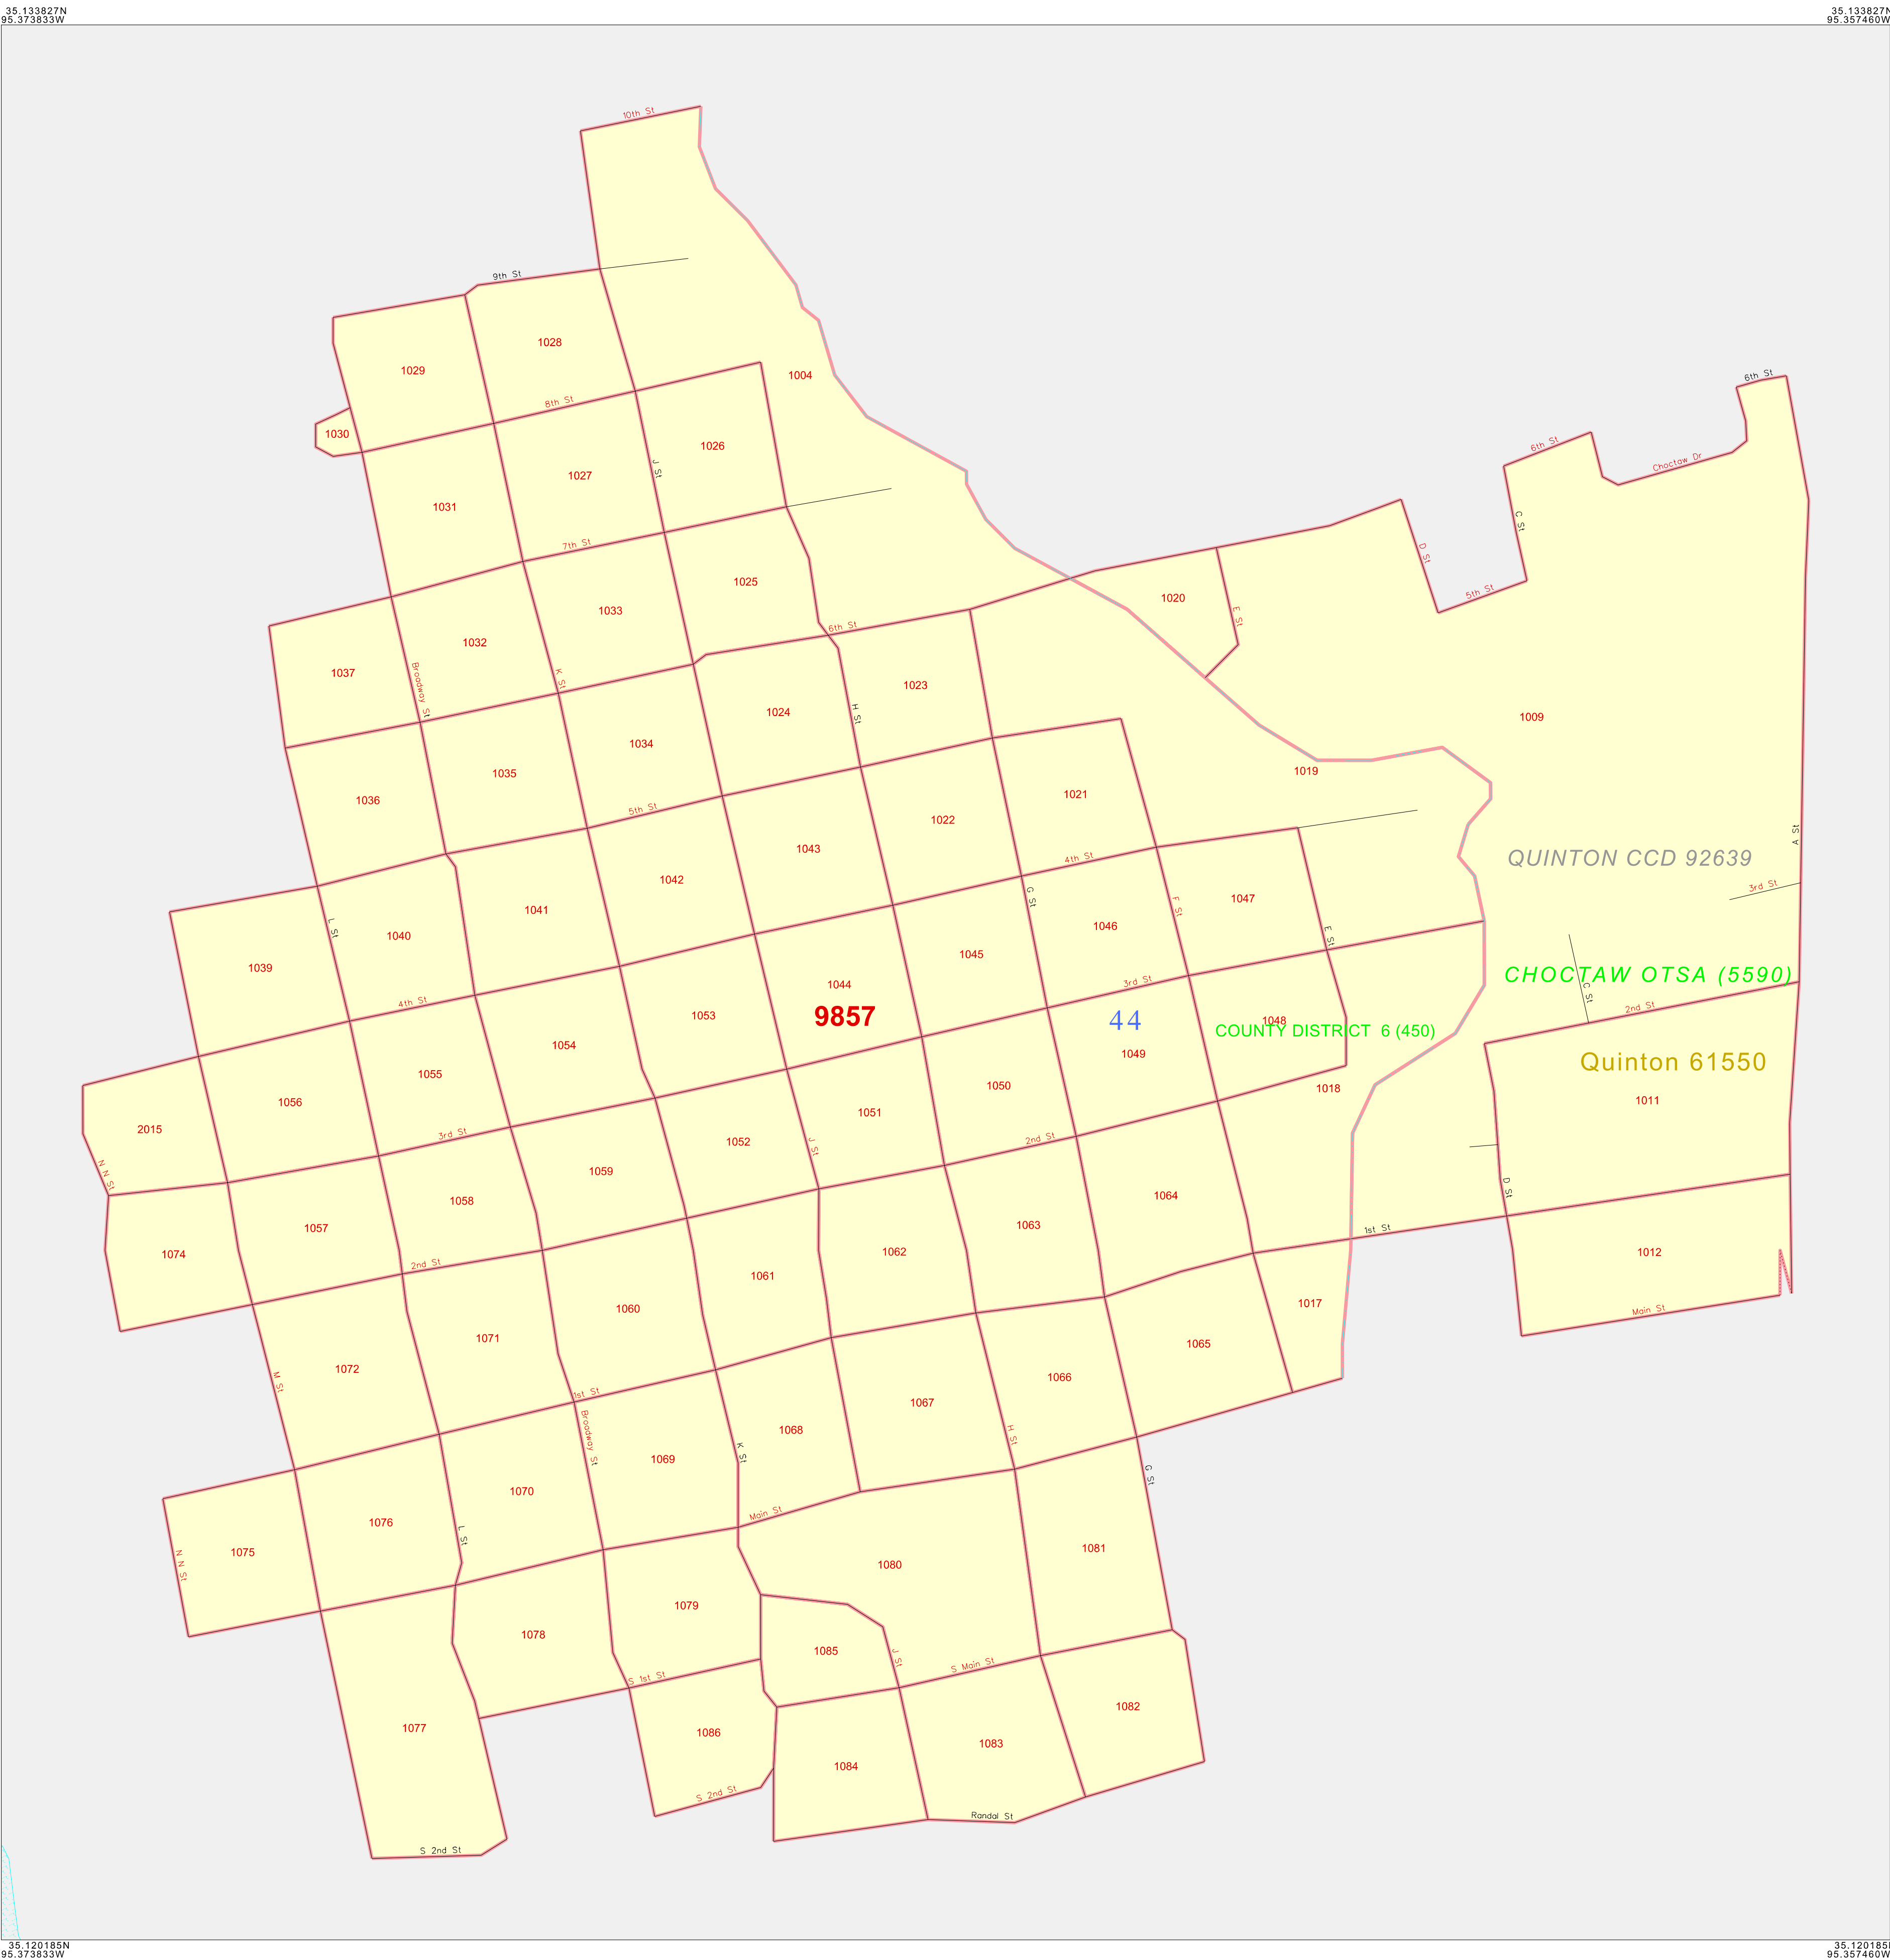 35.133827N
95.373833W
35.133827N
95.357460W
10th St
9th St
1028
1029
1004
6th St
8th St
1030
1026
6th St
Choctaw Dr
J St
1027
1031
C St
7th St
D St
1025
5th St
1020
1033
E St
6th St
1032
1037
Broadway St
K St
1023
1024
H St
1009
1034
1019
1035
1036
1021
5th St
1022
A St
1043
QUINTON CCD 92639
4th St
1042
3rd St
G St
F St
1047
1041
L St
1040
1046
E St
1045
1039
CHOCTAW OTSA (5590)
3rd St
1044
C St
4th St
2nd St
1053
9857
44
1048
COUNTY DISTRICT 6 (450)
1054
1049
Quinton 61550
1055
1050
1018
1056
1011
1051
2015
3rd St
2nd St
1052
J St
1059
N N St
D St
1064
1058
1057
1063
1st St
1074
1062
1012
2nd St
1061
1017
1060
Main St
1071
1065
1072
M St
1066
1st St
1067
Broadway St
1068
H St
K St
1069
G St
1070
Main St
1076
L St
1081
1075
N N St
1080
1079
1078
1085
J St
S Main St
S 1st St
1082
1077
1086
1083
1084
S 2nd St
Randal St
S 2nd St
35.120185N
95.373833W
35.120185
95.357460W